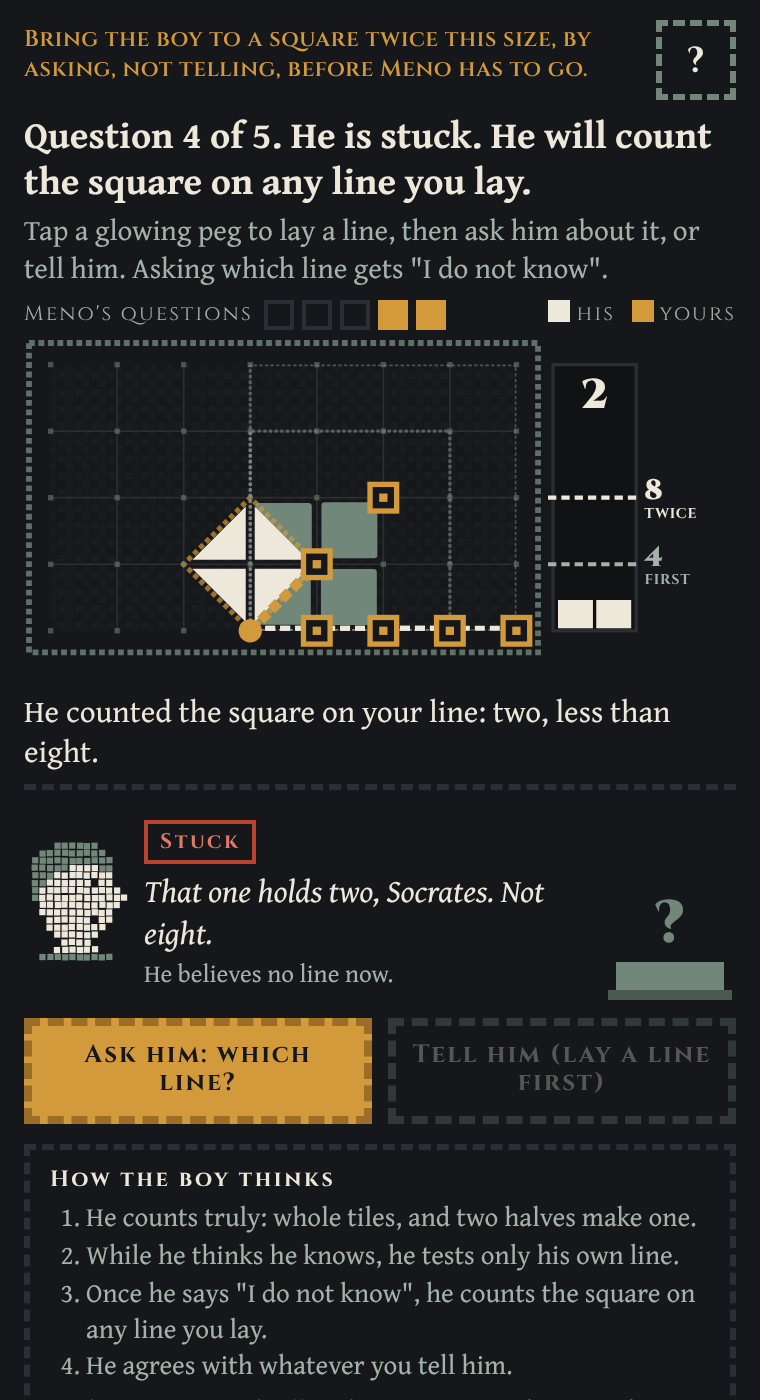 Bring the boy to a square twice this size, by
asking, not telling, before Meno has to go.
?
Question 4 of 5. He is stuck. He will count
the square on any line you lay.
Tap a glowing peg to lay a line, then ask him about it, or
tell him. Asking which line gets "I do not know".
Meno's questions
his
yours
2
8
twice
4
first
He counted the square on your line: two, less than
eight.
Stuck
That one holds two, Socrates. Not
eight.
He believes no line now.
?
Ask him: which
line?
Tell him (lay a line
first)
How the boy thinks
1. He counts truly: whole tiles, and two halves make one.
2. While he thinks he knows, he tests only his own line.
3. Once he says "I do not know", he counts the square on
any line you lay.
4. He agrees with whatever you tell him.